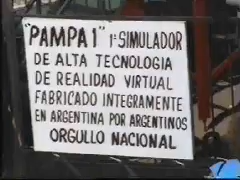 "PAMPA 1" 1º SIMULADOR
DE ALTA TECNOLOGIA
DE REALIDAD VIRTUAL
FABRICADO INTEGRAMENTE
EN ARGENTINA POR ARGENTINOS
ORGULLO NACIONAL